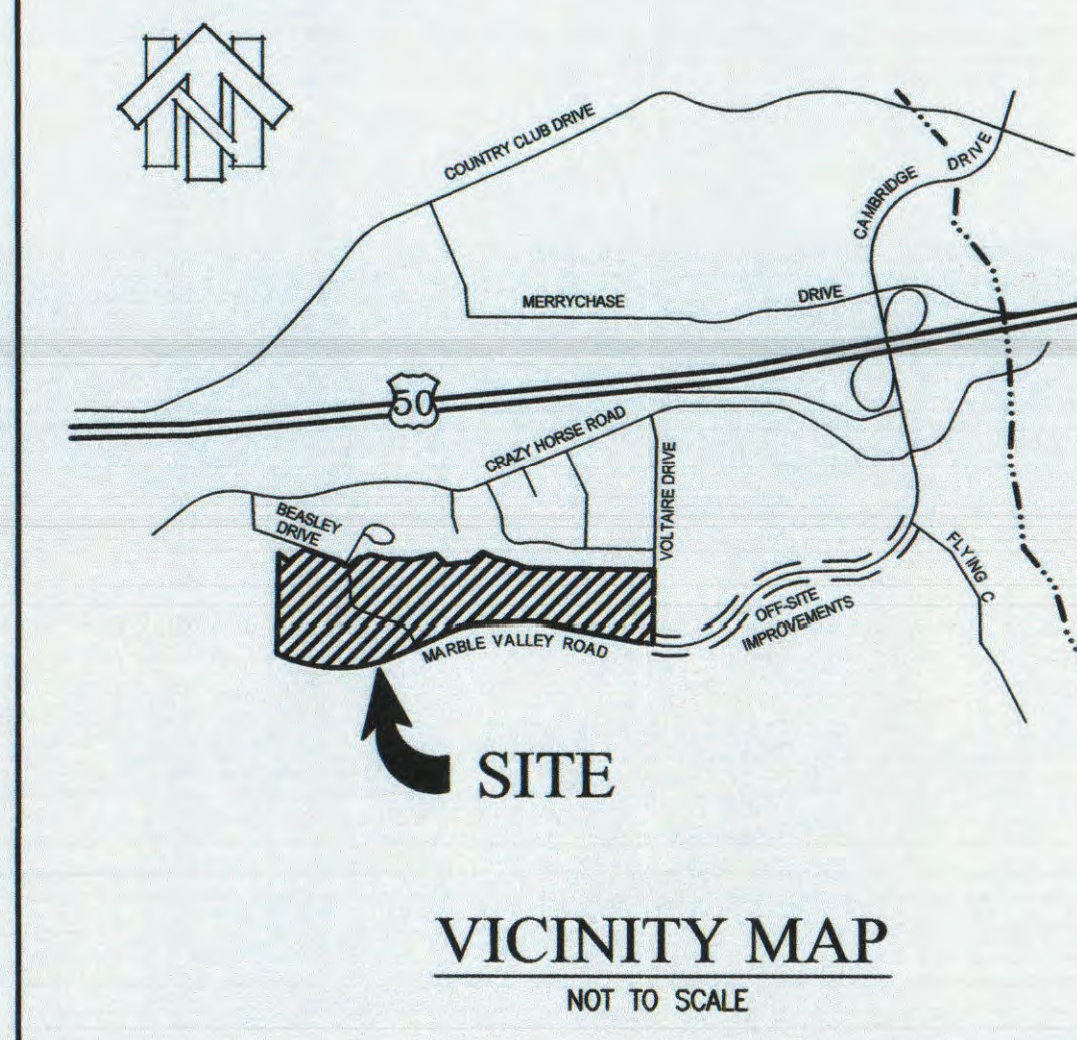 N
COUNTRY CLUB DRIVE
CAMBRIDGE DRIVE
MERRYCHASE DRIVE
50
CRAZY HORSE ROAD
VOLTAIRE DRIVE
BEASLEY
DRIVE
FLYING C
OFF-SITE
IMPROVEMENTS
MARBLE VALLEY ROAD
SITE
VICINITY MAP
NOT TO SCALE